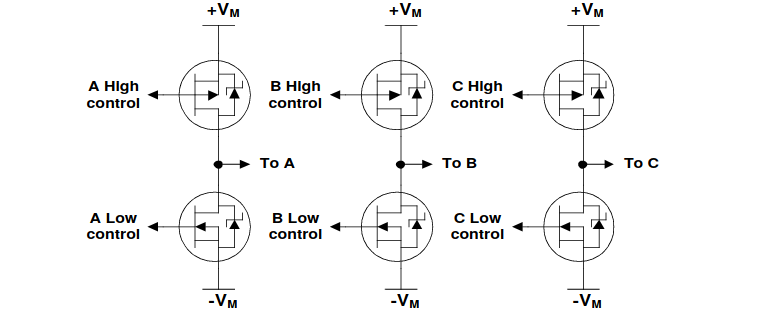 +VM
+VM
+VM
A High
control
B High
control
C High
control
To A
To B
To C
A Low
control
B Low
control
C Low
control
-VM
-VM
-VM